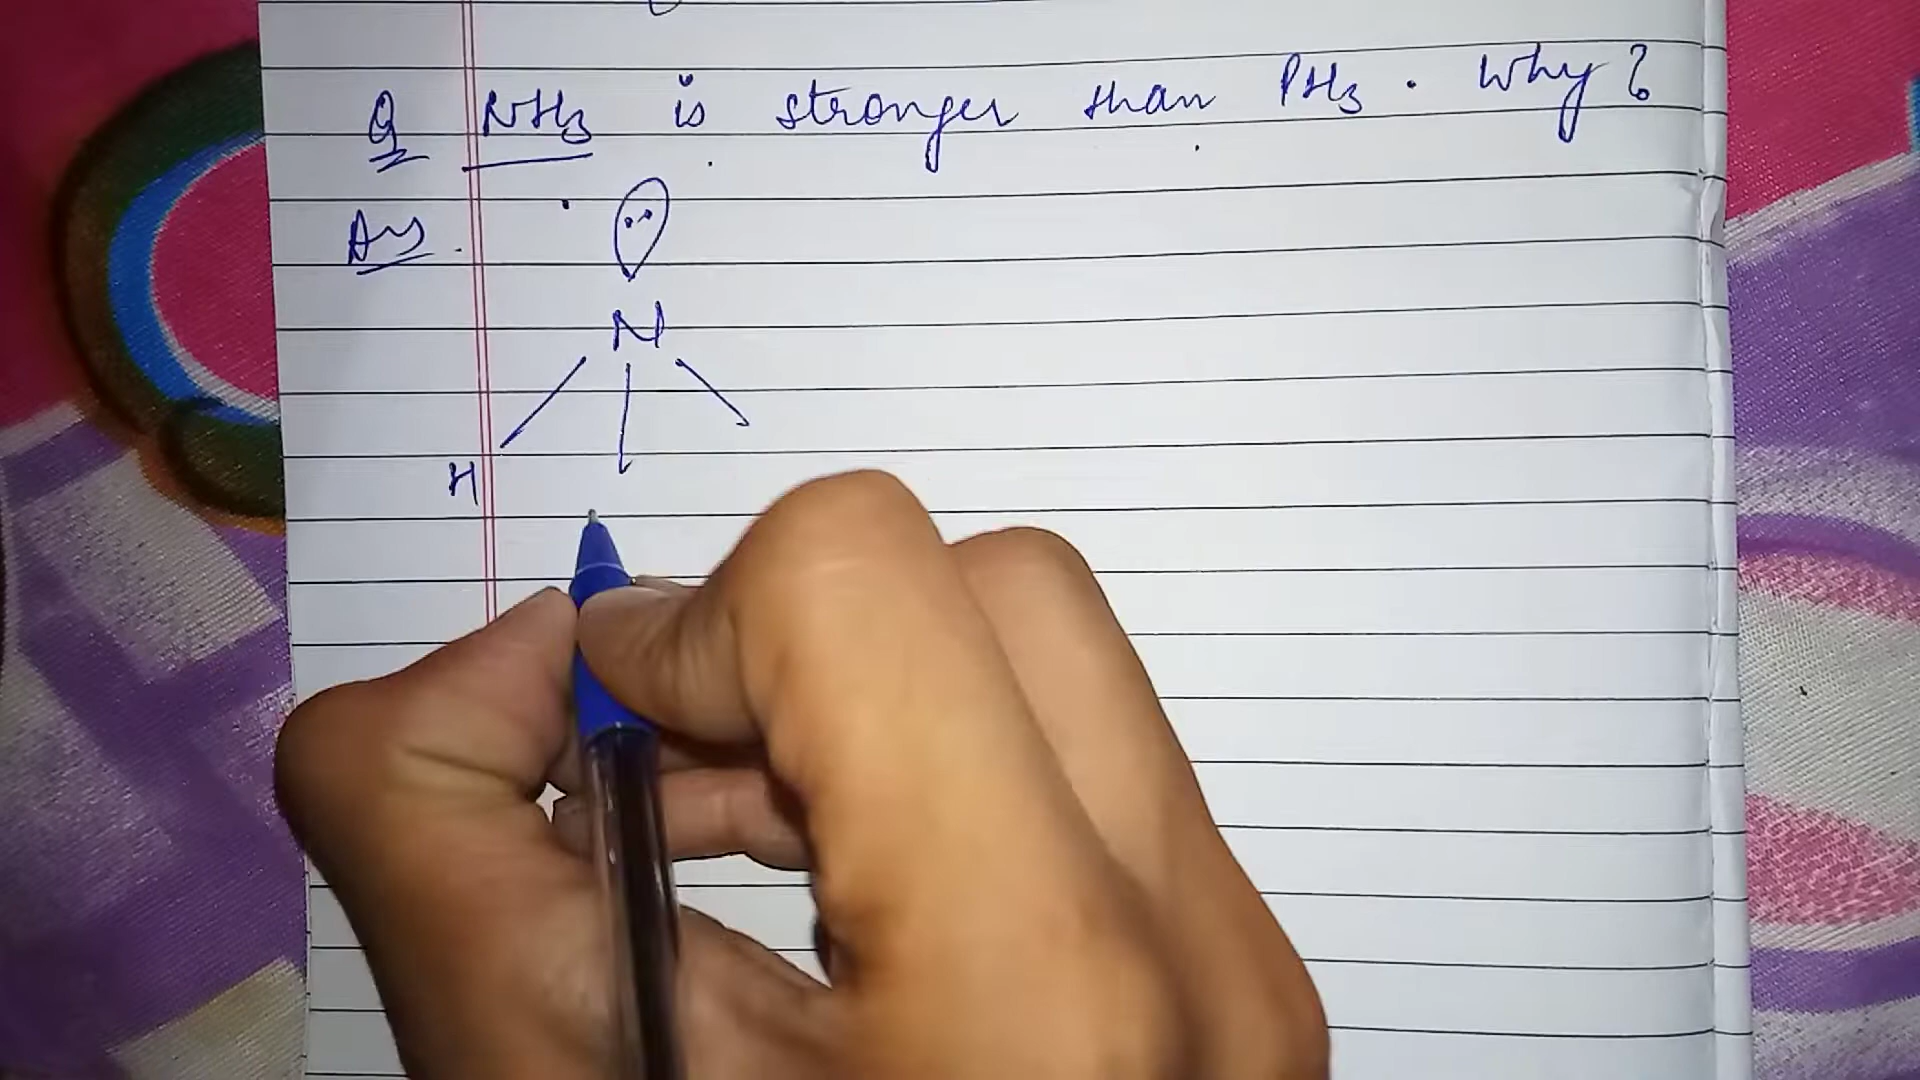 Q NH3 is stronger than PH3. Why?
Ans.
N
H